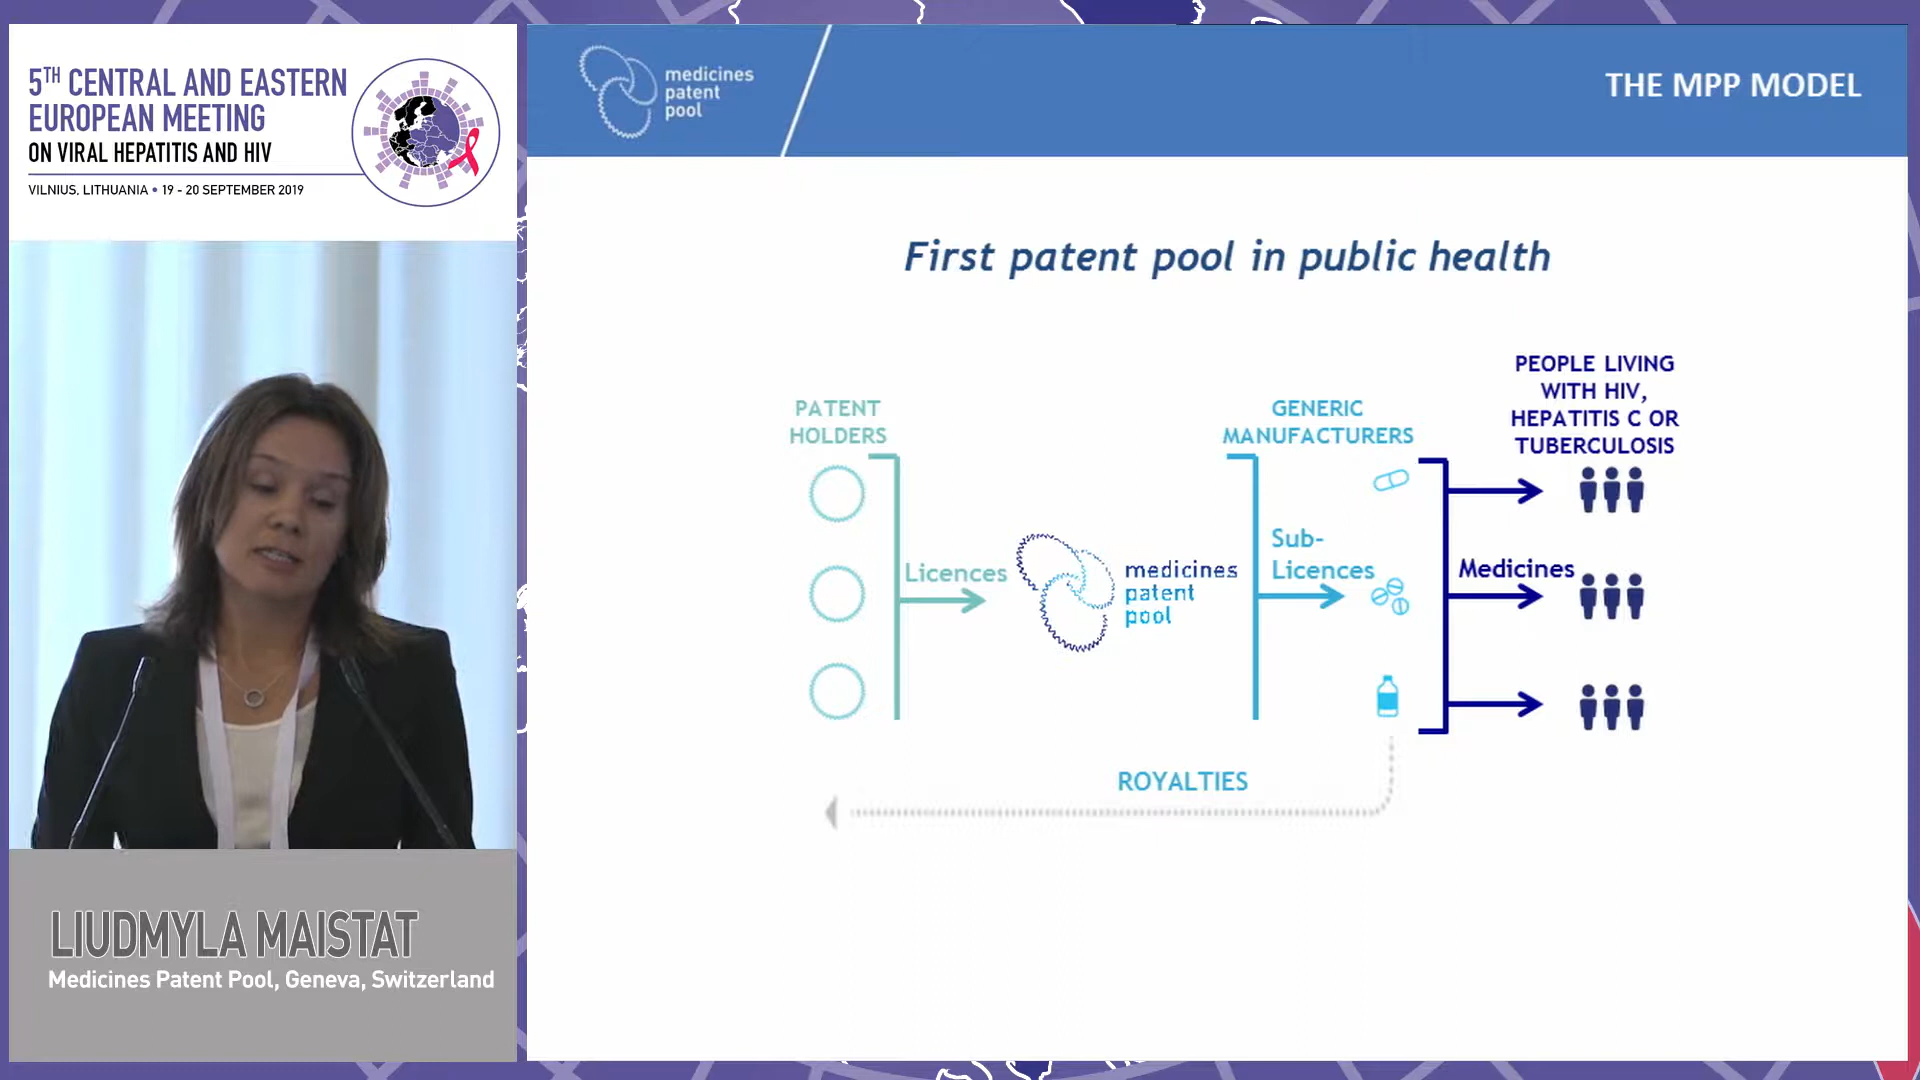 5TH CENTRAL AND EASTERN
EUROPEAN MEETING
ON VIRAL HEPATITIS AND HIV
VILNIUS, LITHUANIA • 19 - 20 SEPTEMBER 2019
medicines
patent
pool
THE MPP MODEL
First patent pool in public health
PATENT
HOLDERS
Licences
medicines
patent
pool
GENERIC
MANUFACTURERS
Sub-
Licences
PEOPLE LIVING
WITH HIV,
HEPATITIS C OR
TUBERCULOSIS
Medicines
ROYALTIES
LIUDMYLA MAISTAT
Medicines Patent Pool, Geneva, Switzerland